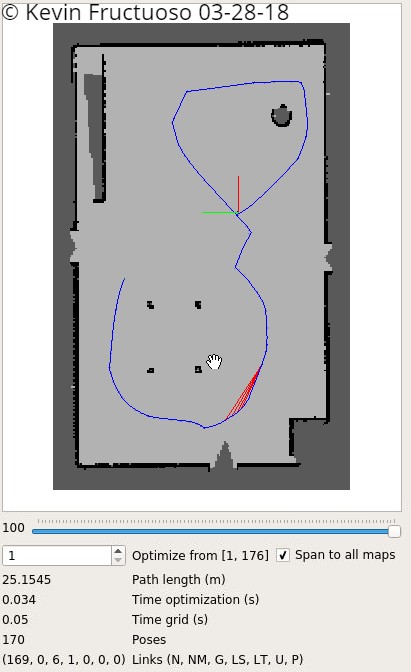 © Kevin Fructuoso 03-28-18
100
1 Optimize from [1, 176] Span to all maps
25.1545 Path length (m)
0.034 Time optimization (s)
0.05 Time grid (s)
170 Poses
(169, 0, 6, 1, 0, 0, 0) Links (N, NM, G, LS, LT, U, P)